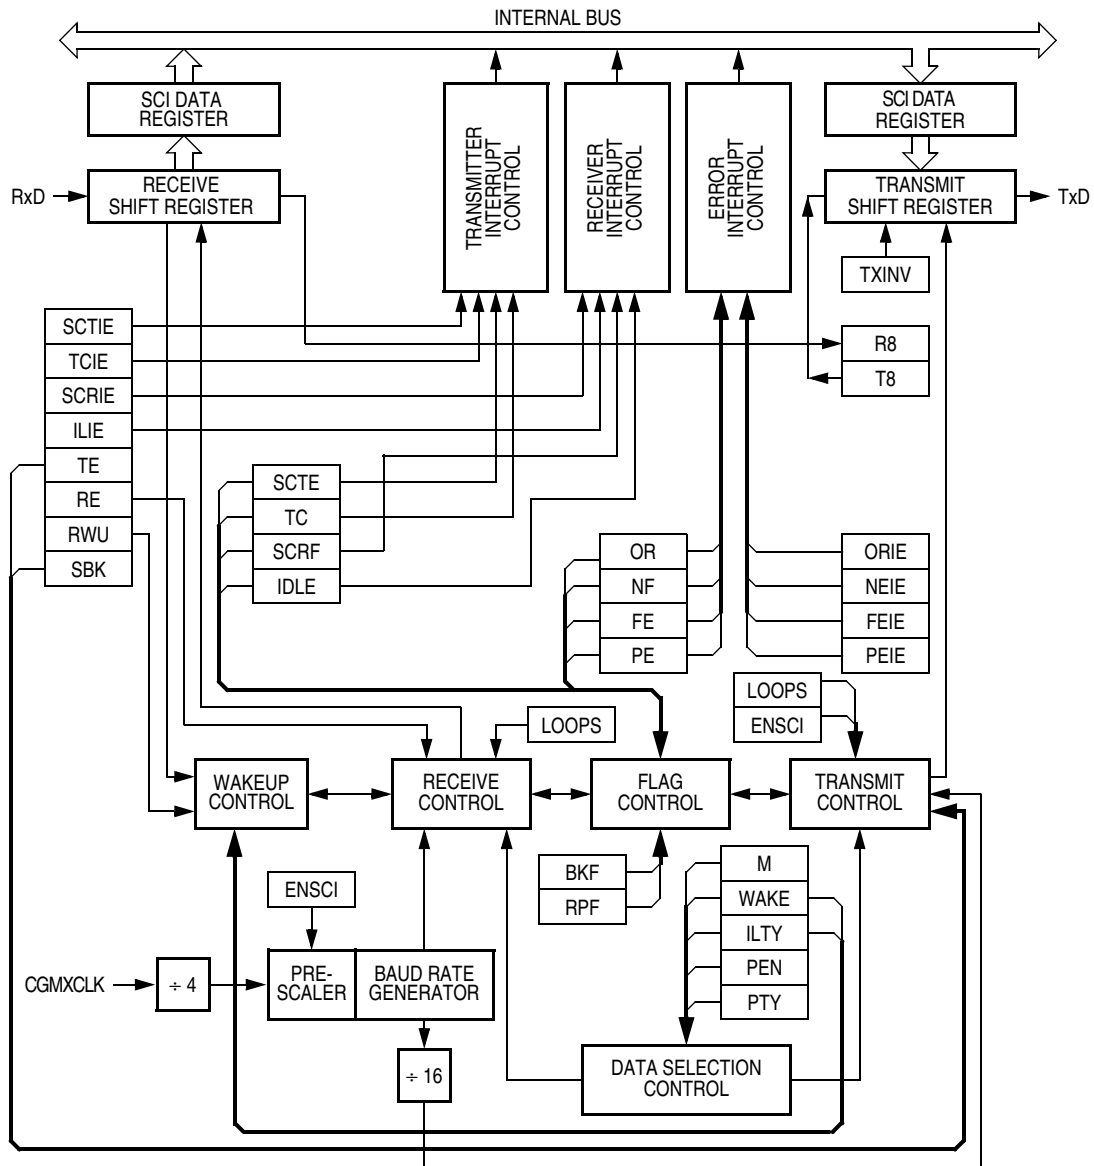 INTERNAL BUS
SCI DATA
REGISTER
SCI DATA
REGISTER
TRANSMITTER
INTERRUPT
CONTROL
RECEIVER
INTERRUPT
CONTROL
ERROR
INTERRUPT
CONTROL
RxD
RECEIVE
SHIFT REGISTER
TRANSMIT
SHIFT REGISTER
TxD
TXINV
SCTIE
TCIE
SCRIE
ILIE
TE
RE
RWU
SBK
R8
T8
SCTE
TC
SCRF
IDLE
OR
NF
FE
PE
ORIE
NEIE
FEIE
PEIE
LOOPS
LOOPS
ENSCI
WAKEUP
CONTROL
RECEIVE
CONTROL
FLAG
CONTROL
TRANSMIT
CONTROL
BKF
RPF
M
WAKE
ILTY
PEN
PTY
ENSCI
CGMXCLK
÷ 4
PRE-
SCALER
BAUD RATE
GENERATOR
÷ 16
DATA SELECTION
CONTROL